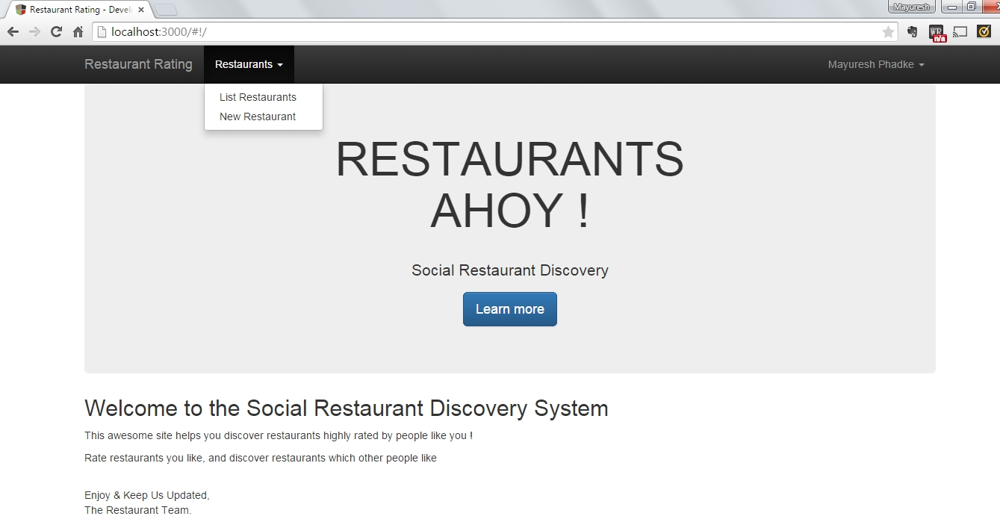 Restaurant Rating - Devel
Mayuresh
localhost:3000/#!/
n/a
Restaurant Rating
Restaurants
Mayuresh Phadke
List Restaurants
New Restaurant
RESTAURANTS
AHOY !
Social Restaurant Discovery
Learn more
Welcome to the Social Restaurant Discovery System
This awesome site helps you discover restaurants highly rated by people like you !
Rate restaurants you like, and discover restaurants which other people like
Enjoy & Keep Us Updated,
The Restaurant Team.